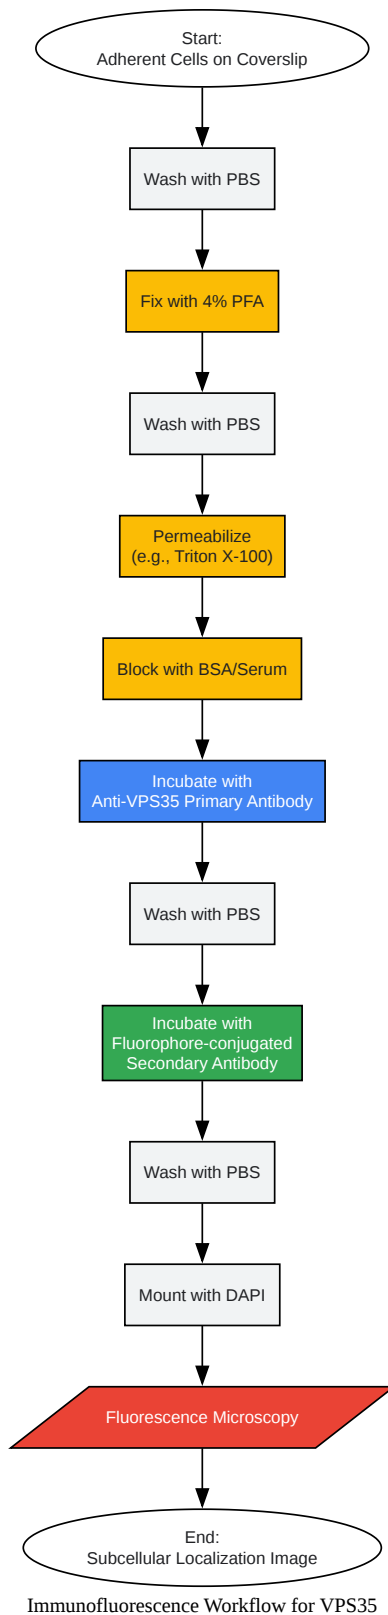 Start:
Adherent Cells on Coverslip
Wash with PBS
Fix with 4% PFA
Wash with PBS
Permeabilize
(e.g., Triton X-100)
Block with BSA/Serum
Incubate with
Anti-VPS35 Primary Antibody
Wash with PBS
Incubate with
Fluorophore-conjugated
Secondary Antibody
Wash with PBS
Mount with DAPI
Fluorescence Microscopy
End:
Subcellular Localization Image
Immunofluorescence Workflow for VPS35